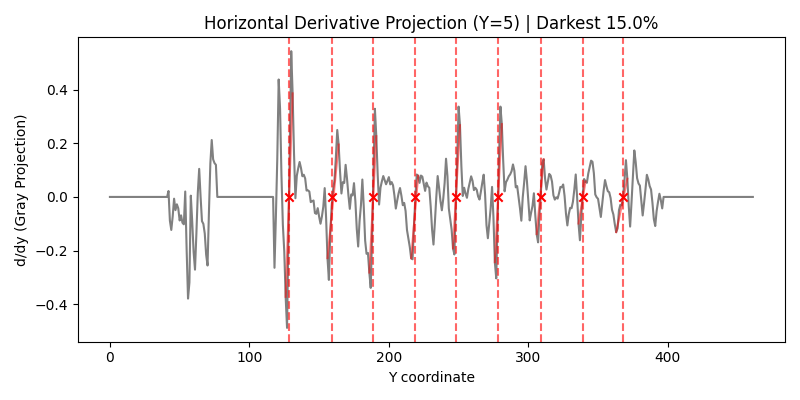 Horizontal Derivative Projection (Y=5) | Darkest 15.0%
d/dy (Gray Projection)
0.4
0.2
0.0
−0.2
−0.4
0 100 200 300 400
Y coordinate